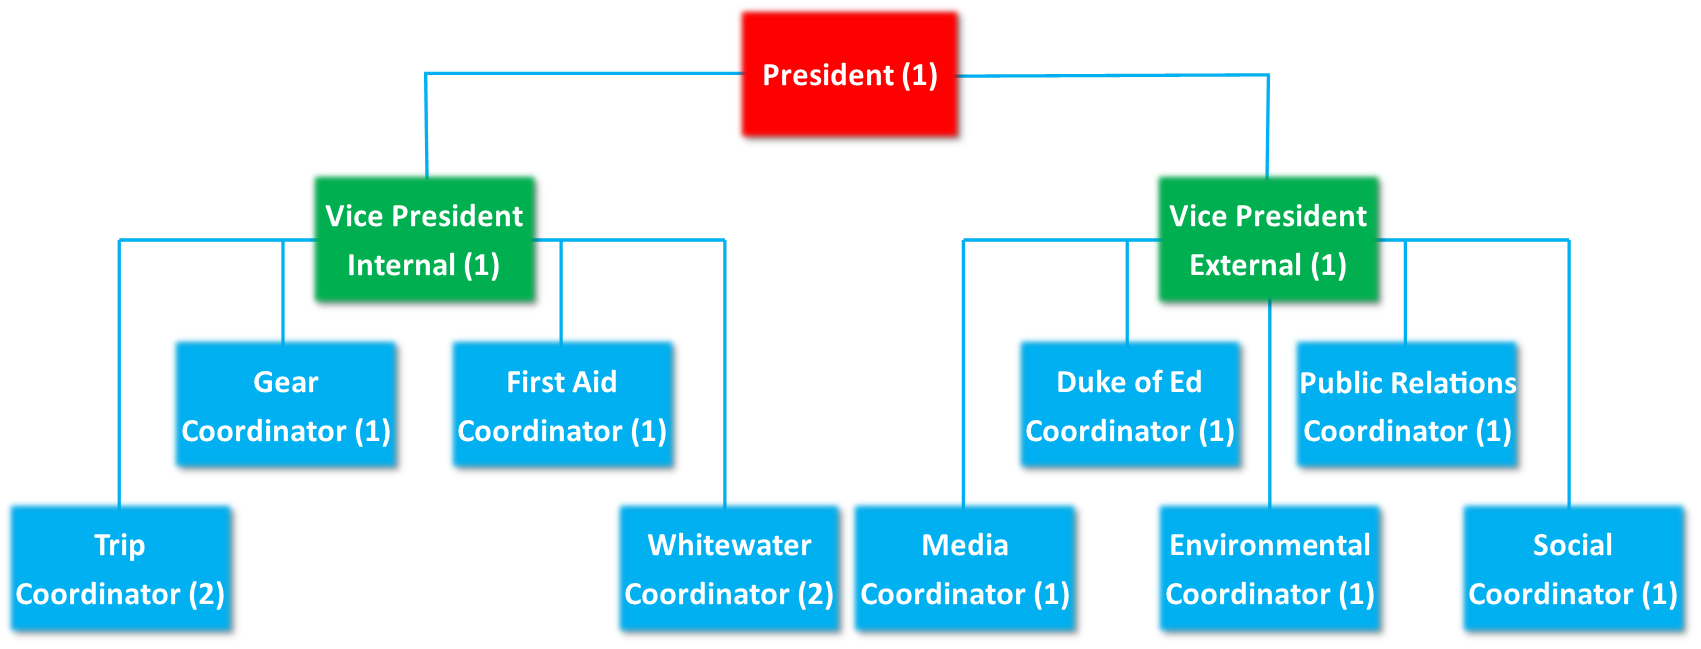 President (1)
Vice President
Internal (1)
Vice President
External (1)
Gear
Coordinator (1)
First Aid
Coordinator (1)
Duke of Ed
Coordinator (1)
Public Relations
Coordinator (1)
Trip
Coordinator (2)
Whitewater
Coordinator (2)
Media
Coordinator (1)
Environmental
Coordinator (1)
Social
Coordinator (1)